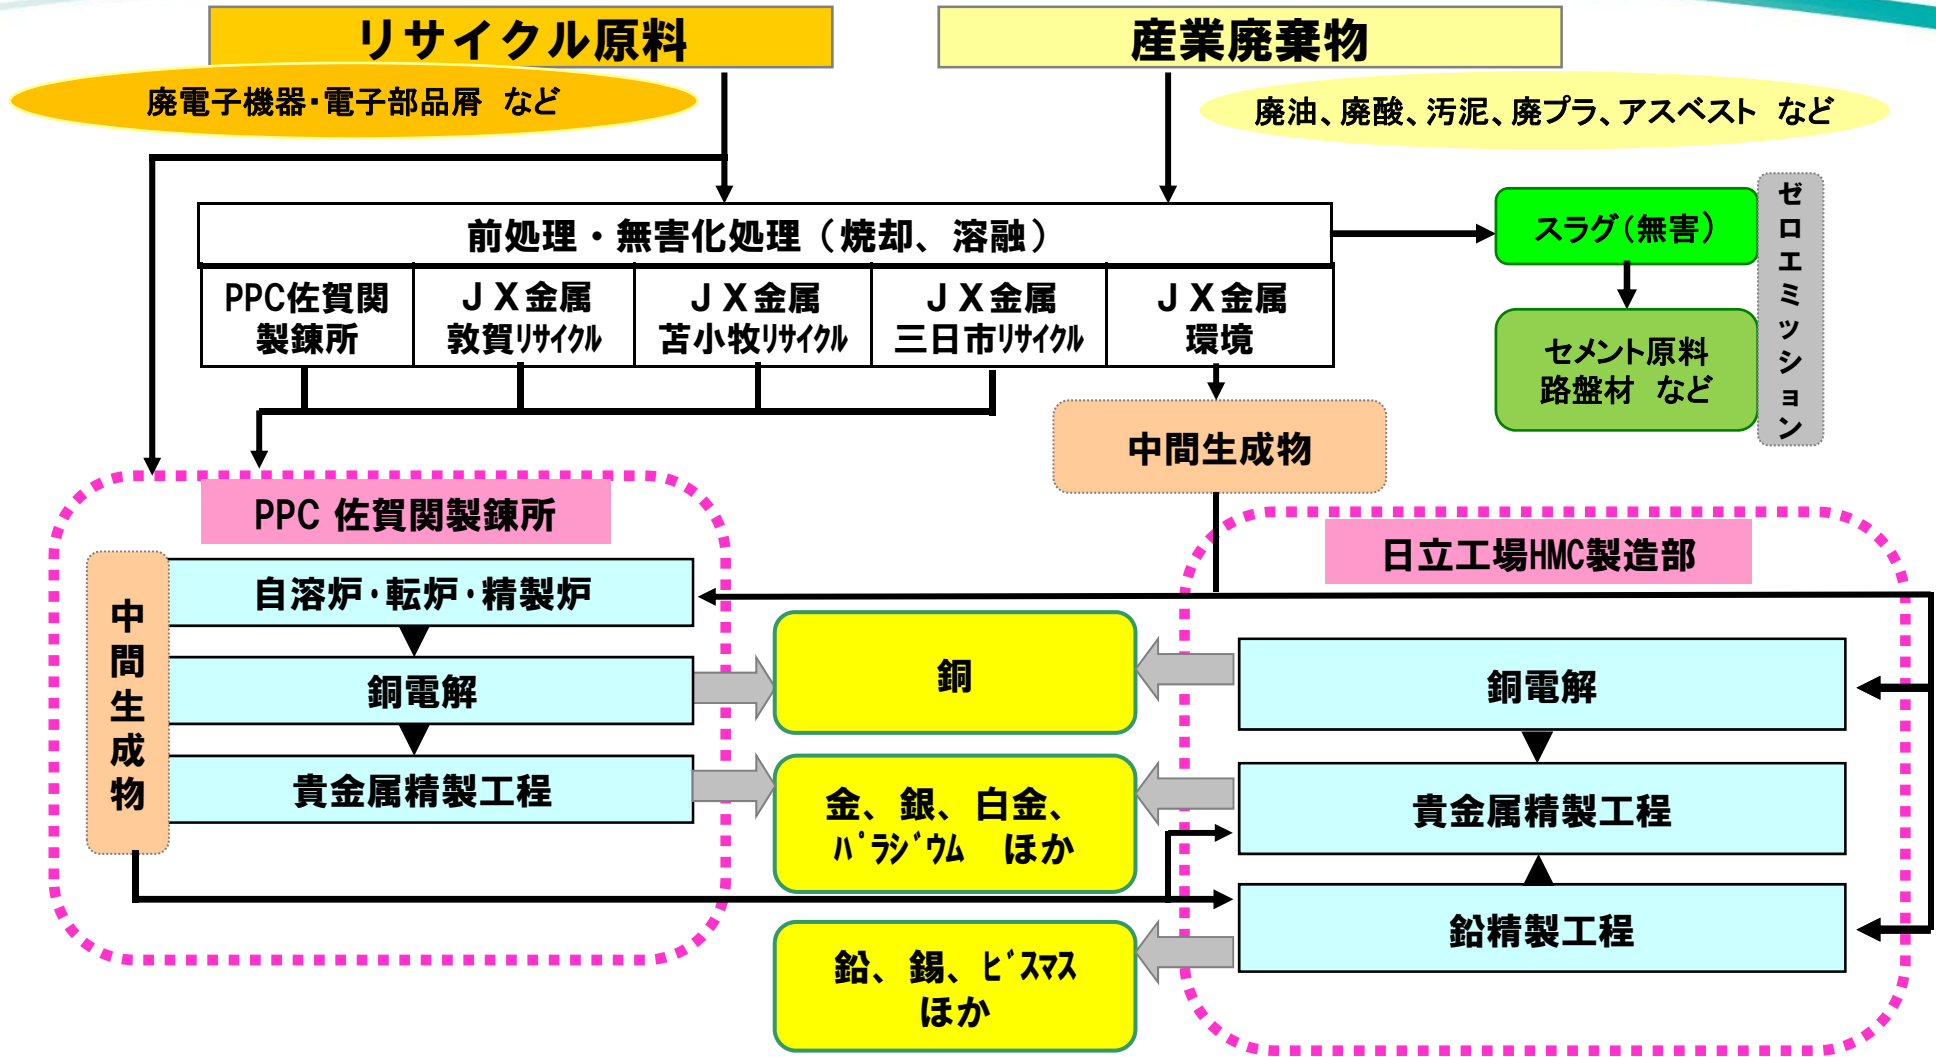 リサイクル原料
産業廃棄物
廃電子機器・電子部品屑 など
廃油、廃酸、汚泥、廃プラ、アスベスト など
前処理・無害化処理（焼却、溶融）
PPC佐賀関
製錬所
ＪＸ金属
敦賀ﾘｻｲｸﾙ
ＪＸ金属
苫小牧ﾘｻｲｸﾙ
ＪＸ金属
三日市ﾘｻｲｸﾙ
ＪＸ金属
環境
スラグ（無害）
セメント原料
路盤材 など
ゼロエミッション
中間生成物
PPC 佐賀関製錬所
中間生成物
自溶炉・転炉・精製炉
銅電解
貴金属精製工程
銅
金、銀、白金、
ﾊﾟﾗｼﾞｳﾑ ほか
鉛、錫、ﾋﾞｽﾏｽ
ほか
日立工場HMC製造部
銅電解
貴金属精製工程
鉛精製工程